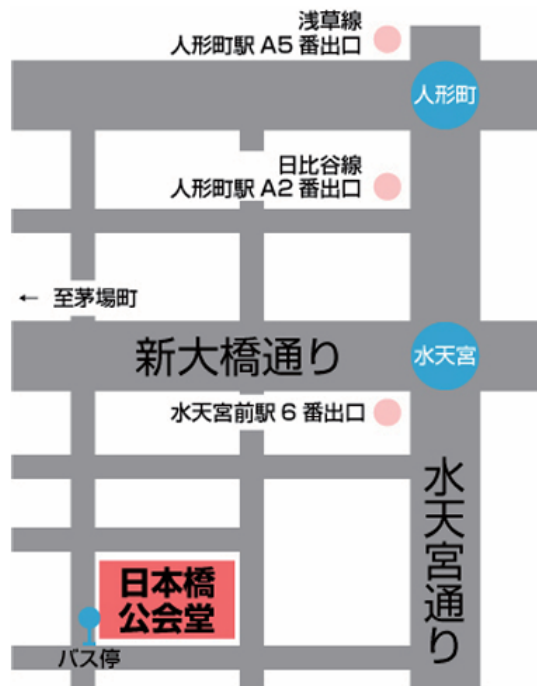 浅草線
人形町駅 A5 番出口
人形町
日比谷線
人形町駅 A2 番出口
← 至茅場町
新大橋通り
水天宮
水天宮前駅 6 番出口
水天宮通り
日本橋
公会堂
バス停